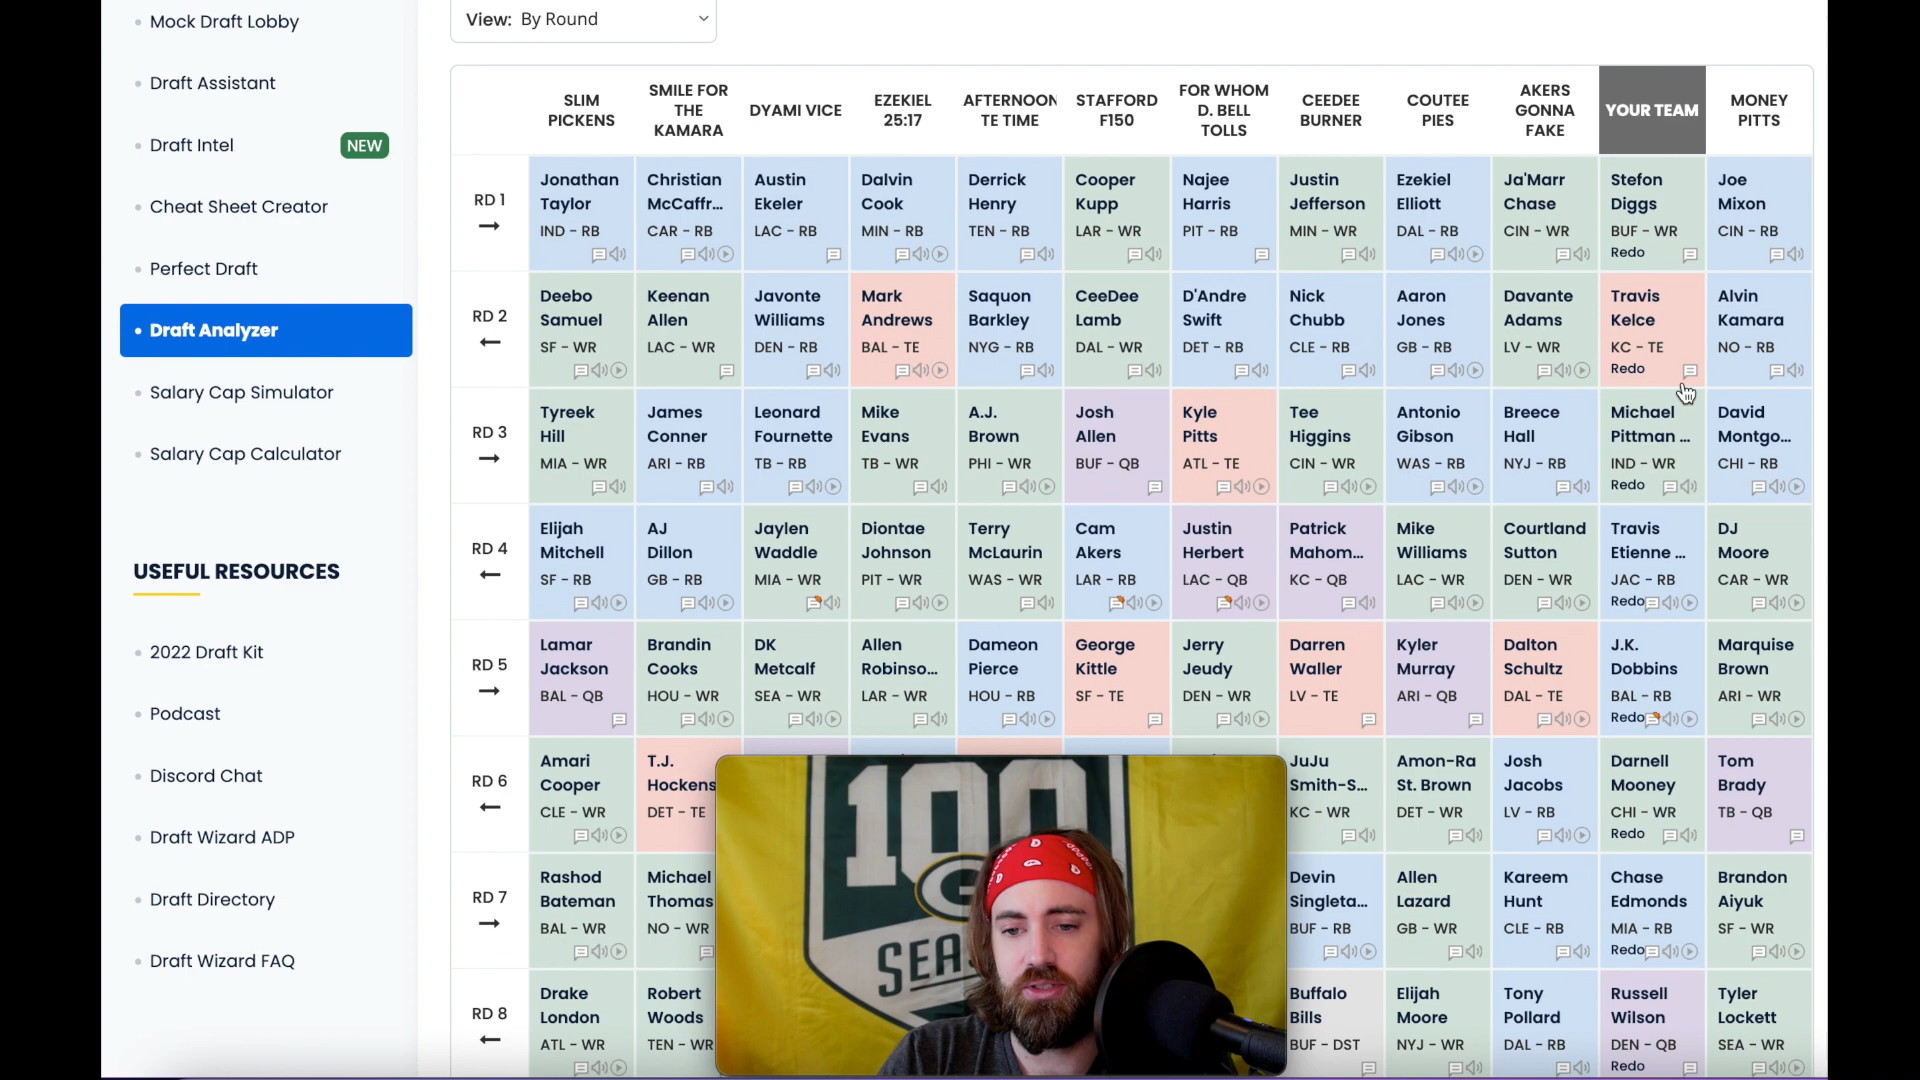 Mock Draft Lobby
Draft Assistant
Draft Intel NEW
Cheat Sheet Creator
Perfect Draft
Draft Analyzer
Salary Cap Simulator
Salary Cap Calculator
USEFUL RESOURCES
2022 Draft Kit
Podcast
Discord Chat
Draft Wizard ADP
Draft Directory
Draft Wizard FAQ
View: By Round
SLIM
PICKENS
SMILE FOR
THE
KAMARA
DYAMI VICE
EZEKIEL
25:17
AFTERNOON
TE TIME
STAFFORD
F150
FOR WHOM
D. BELL
TOLLS
CEEDEE
BURNER
COUTEE
PIES
AKERS
GONNA
FAKE
YOUR TEAM
MONEY
PITTS
RD 1
Jonathan
Taylor
IND - RB
Christian
McCaffr...
CAR - RB
Austin
Ekeler
LAC - RB
Dalvin
Cook
MIN - RB
Derrick
Henry
TEN - RB
Cooper
Kupp
LAR - WR
Najee
Harris
PIT - RB
Justin
Jefferson
MIN - WR
Ezekiel
Elliott
DAL - RB
Ja'Marr
Chase
CIN - WR
Stefon
Diggs
BUF - WR
Redo
Joe
Mixon
CIN - RB
RD 2
Deebo
Samuel
SF - WR
Keenan
Allen
LAC - WR
Javonte
Williams
DEN - RB
Mark
Andrews
BAL - TE
Saquon
Barkley
NYG - RB
CeeDee
Lamb
DAL - WR
D'Andre
Swift
DET - RB
Nick
Chubb
CLE - RB
Aaron
Jones
GB - RB
Davante
Adams
LV - WR
Travis
Kelce
KC - TE
Redo
Alvin
Kamara
NO - RB
RD 3
Tyreek
Hill
MIA - WR
James
Conner
ARI - RB
Leonard
Fournette
TB - RB
Mike
Evans
TB - WR
A.J.
Brown
PHI - WR
Josh
Allen
BUF - QB
Kyle
Pitts
ATL - TE
Tee
Higgins
CIN - WR
Antonio
Gibson
WAS - RB
Breece
Hall
NYJ - RB
Michael
Pittman ...
IND - WR
Redo
David
Montgo...
CHI - RB
RD 4
Elijah
Mitchell
SF - RB
AJ
Dillon
GB - RB
Jaylen
Waddle
MIA - WR
Diontae
Johnson
PIT - WR
Terry
McLaurin
WAS - WR
Cam
Akers
LAR - RB
Justin
Herbert
LAC - QB
Patrick
Mahom...
KC - QB
Mike
Williams
LAC - WR
Courtland
Sutton
DEN - WR
Travis
Etienne ...
JAC - RB
Redo
DJ
Moore
CAR - WR
RD 5
Lamar
Jackson
BAL - QB
Brandin
Cooks
HOU - WR
DK
Metcalf
SEA - WR
Allen
Robinso...
LAR - WR
Dameon
Pierce
HOU - RB
George
Kittle
SF - TE
Jerry
Jeudy
DEN - WR
Darren
Waller
LV - TE
Kyler
Murray
ARI - QB
Dalton
Schultz
DAL - TE
J.K.
Dobbins
BAL - RB
Redo
Marquise
Brown
ARI - WR
RD 6
Amari
Cooper
CLE - WR
T.J.
Hockens
DET - TE
JuJu
Smith-S...
KC - WR
Amon-Ra
St. Brown
DET - WR
Josh
Jacobs
LV - RB
Darnell
Mooney
CHI - WR
Redo
Tom
Brady
TB - QB
RD 7
Rashod
Bateman
BAL - WR
Michael
Thomas
NO - WR
Devin
Singleta...
BUF - RB
Allen
Lazard
GB - WR
Kareem
Hunt
CLE - RB
Chase
Edmonds
MIA - RB
Redo
Brandon
Aiyuk
SF - WR
RD 8
Drake
London
ATL - WR
Robert
Woods
TEN - WR
Buffalo
Bills
BUF - DST
Elijah
Moore
NYJ - WR
Tony
Pollard
DAL - RB
Russell
Wilson
DEN - QB
Redo
Tyler
Lockett
SEA - WR
100
G
SEA